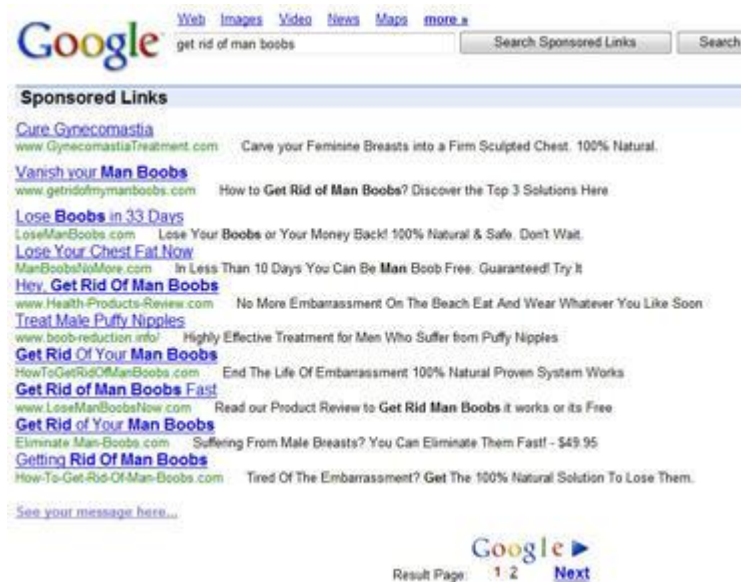 Web Images Video News Maps more »
Google get rid of man boobs Search Sponsored Links Search
Sponsored Links
Cure Gynecomastia
www.GynecomastiaTreatment.com Carve your Feminine Breasts into a Firm Sculpted Chest. 100% Natural.
Vanish your Man Boobs
www.getridofmymanboobs.com How to Get Rid of Man Boobs? Discover the Top 3 Solutions Here
Lose Boobs in 33 Days
LoseManBoobs.com Lose Your Boobs or Your Money Back! 100% Natural & Safe. Don't Wait.
Lose Your Chest Fat Now
ManBoobsNoMore.com In Less Than 10 Days You Can Be Man Boob Free. Guaranteed! Try It
Hey, Get Rid Of Man Boobs
www.Health-Products-Review.com No More Embarrassment On The Beach Eat And Wear Whatever You Like Soon
Treat Male Puffy Nipples
www.boob-reduction.info/ Highly Effective Treatment for Men Who Suffer from Puffy Nipples
Get Rid Of Your Man Boobs
HowToGetRidOfManBoobs.com End The Life Of Embarrassment 100% Natural Proven System Works
Get Rid of Man Boobs Fast
www.LoseManBoobsNow.com Read our Product Review to Get Rid Man Boobs it works or its Free
Get Rid of Your Man Boobs
Eliminate.Man-Boobs.com Suffering From Male Breasts? You Can Eliminate Them Fast! - $49.95
Getting Rid Of Man Boobs
How-To-Get-Rid-Of-Man-Boobs.com Tired Of The Embarrassment? Get The 100% Natural Solution To Lose Them.
See your message here...
Google
Result Page: 1 2 Next